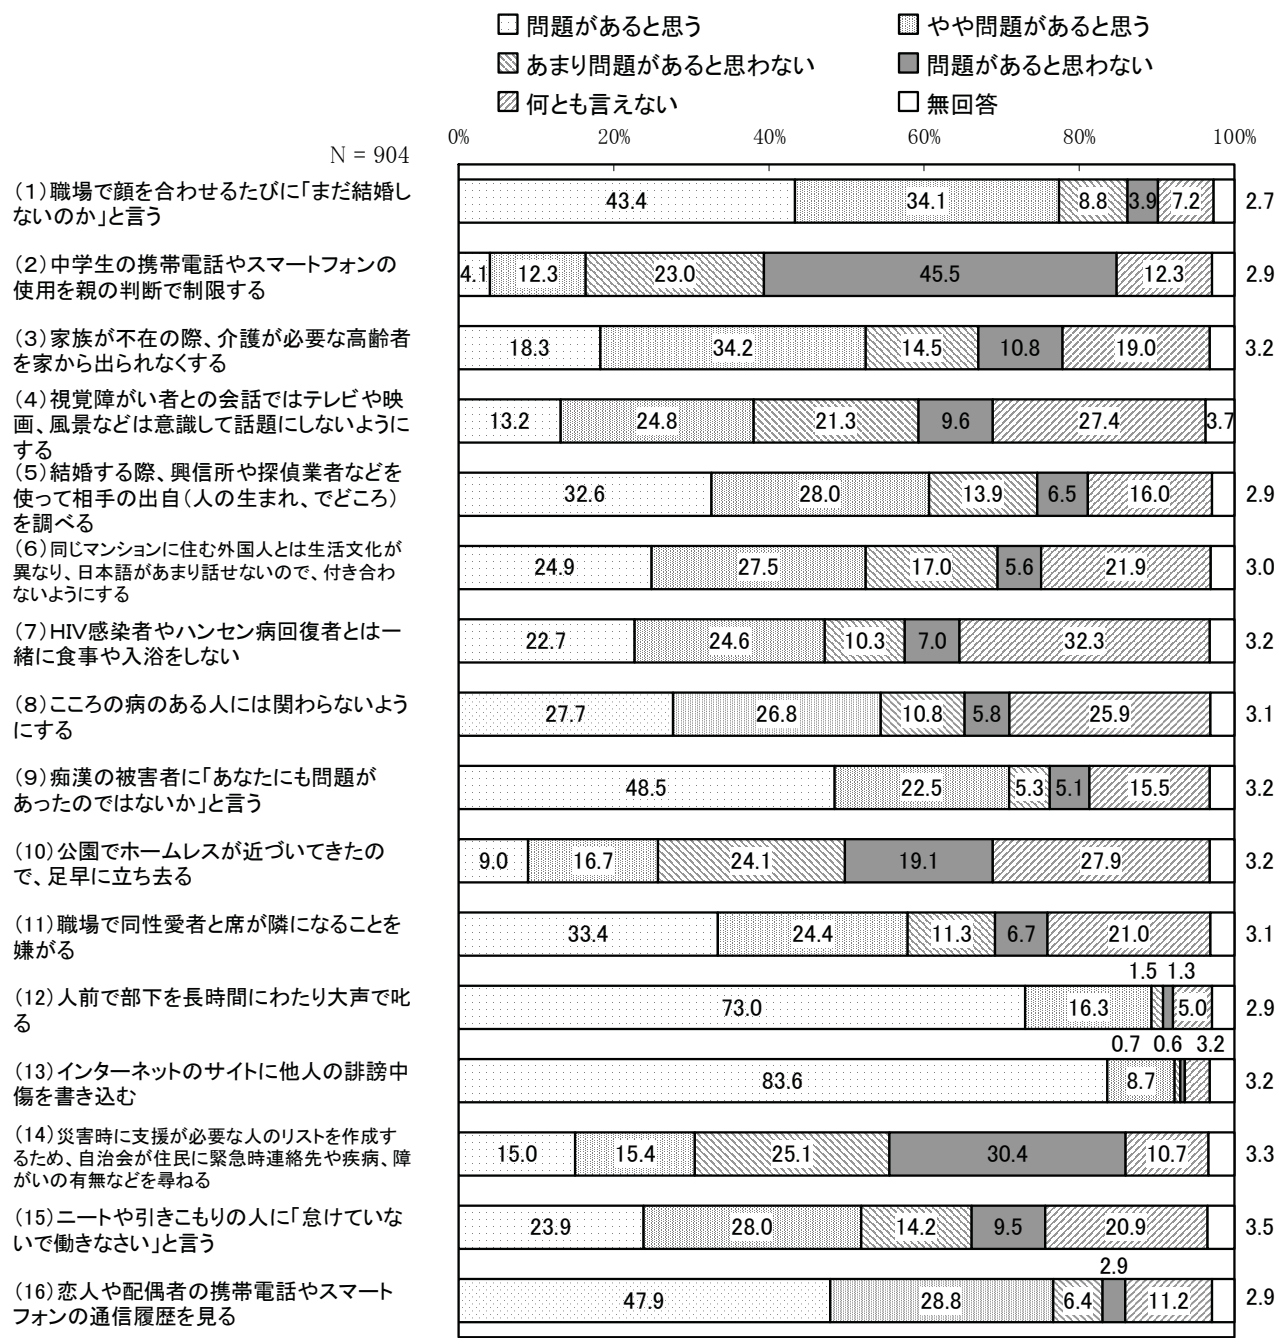 問題があると思う やや問題があると思う
あまり問題があると思わない 問題があると思わない
何とも言えない 無回答
0% 20% 40% 60% 80% 100%
N = 904
(1)職場で顔を合わせるたびに「まだ結婚し
ないのか」と言う
43.4 34.1 8.8 3.9 7.2 2.7
(2)中学生の携帯電話やスマートフォンの
使用を親の判断で制限する
4.1 12.3 23.0 45.5 12.3 2.9
(3)家族が不在の際、介護が必要な高齢者
を家から出られなくする
18.3 34.2 14.5 10.8 19.0 3.2
(4)視覚障がい者との会話ではテレビや映
画、風景などは意識して話題にしないように
する
13.2 24.8 21.3 9.6 27.4 3.7
(5)結婚する際、興信所や探偵業者などを
使って相手の出自(人の生まれ、でどころ)
を調べる
32.6 28.0 13.9 6.5 16.0 2.9
(6)同じマンションに住む外国人とは生活文化が
異なり、日本語があまり話せないので、付き合わ
ないようにする
24.9 27.5 17.0 5.6 21.9 3.0
(7)HIV感染者やハンセン病回復者とは一
緒に食事や入浴をしない
22.7 24.6 10.3 7.0 32.3 3.2
(8)こころの病のある人には関わらないよう
にする
27.7 26.8 10.8 5.8 25.9 3.1
(9)痴漢の被害者に「あなたにも問題が
あったのではないか」と言う
48.5 22.5 5.3 5.1 15.5 3.2
(10)公園でホームレスが近づいてきたの
で、足早に立ち去る
9.0 16.7 24.1 19.1 27.9 3.2
(11)職場で同性愛者と席が隣になることを
嫌がる
33.4 24.4 11.3 6.7 21.0 3.1
(12)人前で部下を長時間にわたり大声で叱
る
73.0 16.3 1.5 1.3 5.0 2.9
(13)インターネットのサイトに他人の誹謗中
傷を書き込む
83.6 8.7 0.7 0.6 3.2 3.2
(14)災害時に支援が必要な人のリストを作成す
るため、自治会が住民に緊急時連絡先や疾病、障
がいの有無などを尋ねる
15.0 15.4 25.1 30.4 10.7 3.3
(15)ニートや引きこもりの人に「怠けていな
いで働きなさい」と言う
23.9 28.0 14.2 9.5 20.9 3.5
(16)恋人や配偶者の携帯電話やスマート
フォンの通信履歴を見る
47.9 28.8 6.4 2.9 11.2 2.9